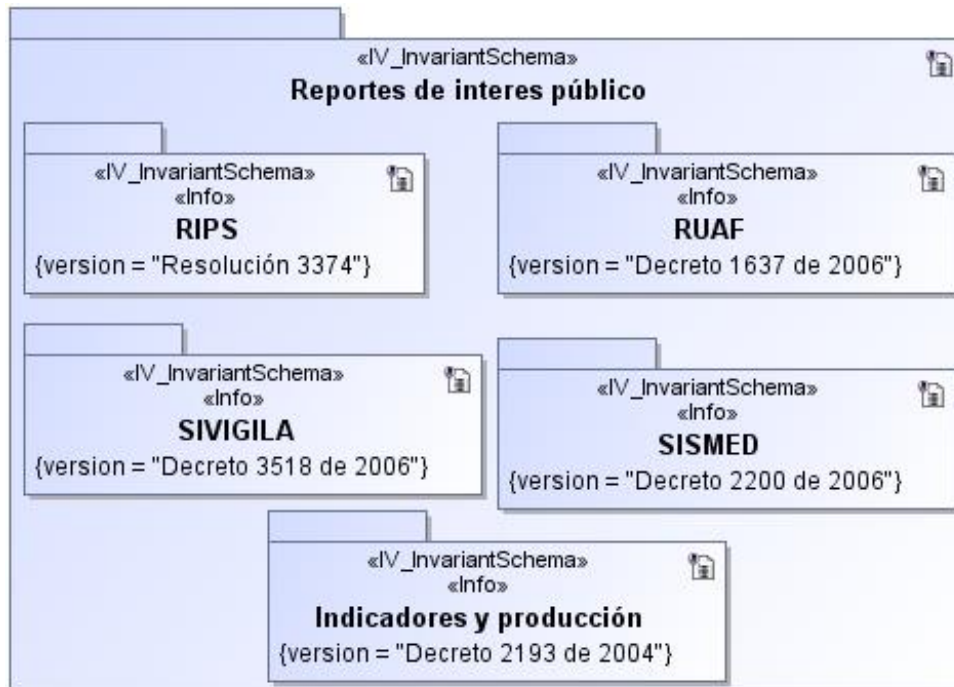 «IV_InvariantSchema»
Reportes de interes público
«IV_InvariantSchema»
«Info»
RIPS
{version = "Resolución 3374"}
«IV_InvariantSchema»
«Info»
RUAF
{version = "Decreto 1637 de 2006"}
«IV_InvariantSchema»
«Info»
SIVIGILA
{version = "Decreto 3518 de 2006"}
«IV_InvariantSchema»
«Info»
SISMED
{version = "Decreto 2200 de 2006"}
«IV_InvariantSchema»
«Info»
Indicadores y producción
{version = "Decreto 2193 de 2004"}